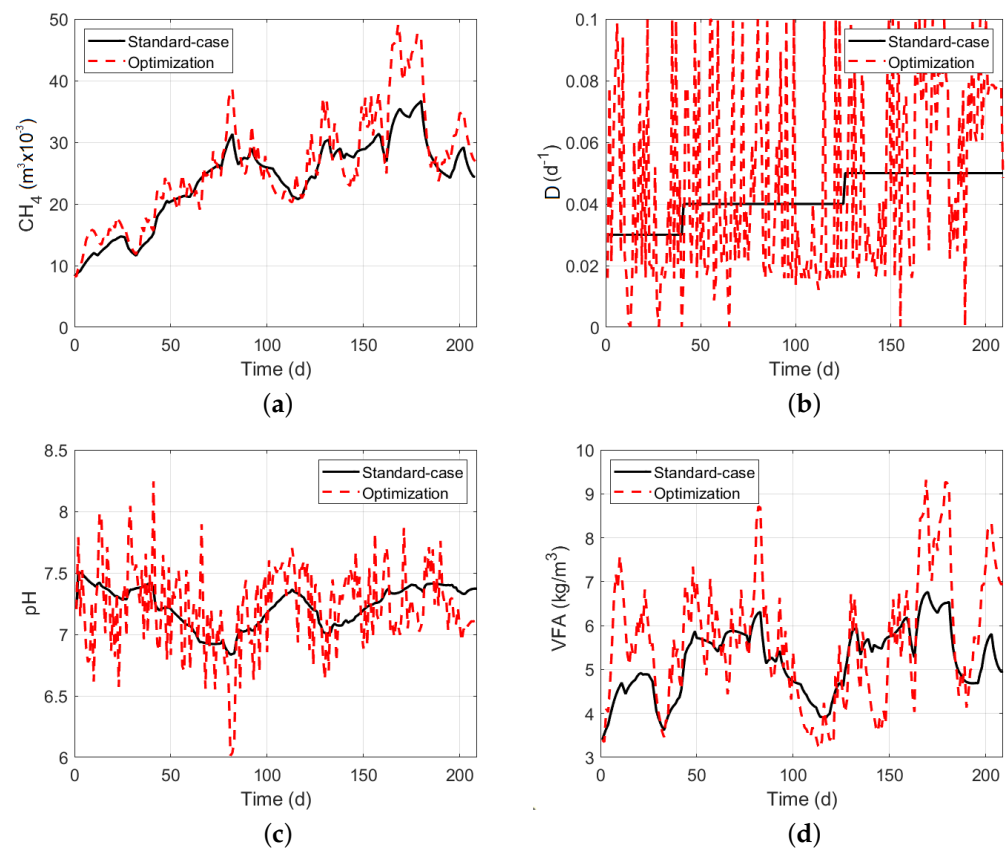 50
40
30
20
10
0
CH₄ (m³x10⁻³)
Standard-case
Optimization
0 50 100 150 200
Time (d)
(a)
0.1
0.08
0.06
0.04
0.02
0
D (d⁻¹)
Standard-case
Optimization
0 50 100 150 200
Time (d)
(b)
8.5
8
7.5
7
6.5
6
pH
Standard-case
Optimization
0 50 100 150 200
Time (d)
(c)
10
9
8
7
6
5
4
3
VFA (kg/m³)
Standard-case
Optimization
0 50 100 150 200
Time (d)
(d)